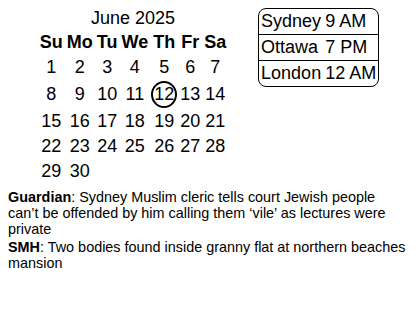 June 2025
Su Mo Tu We Th Fr Sa
1 2 3 4 5 6 7
8 9 10 11 12 13 14
15 16 17 18 19 20 21
22 23 24 25 26 27 28
29 30
Sydney 9 AM
Ottawa 7 PM
London 12 AM
Guardian: Sydney Muslim cleric tells court Jewish people
can’t be offended by him calling them ‘vile’ as lectures were
private
SMH: Two bodies found inside granny flat at northern beaches
mansion